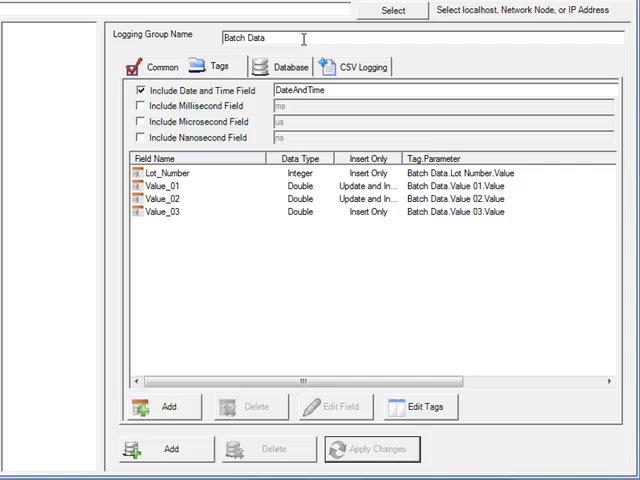 Select Select localhost, Network Node, or IP Address
Logging Group Name Batch Data
Common Tags Database CSV Logging
Include Date and Time Field DateAndTime
Include Millisecond Field ms
Include Microsecond Field us
Include Nanosecond Field ns
Field Name Data Type Insert Only Tag.Parameter
Lot_Number Integer Insert Only Batch Data.Lot Number.Value
Value_01 Double Update and In... Batch Data.Value 01.Value
Value_02 Double Update and In... Batch Data.Value 02.Value
Value_03 Double Insert Only Batch Data.Value 03.Value
Add Delete Edit Field Edit Tags
Add Delete Apply Changes